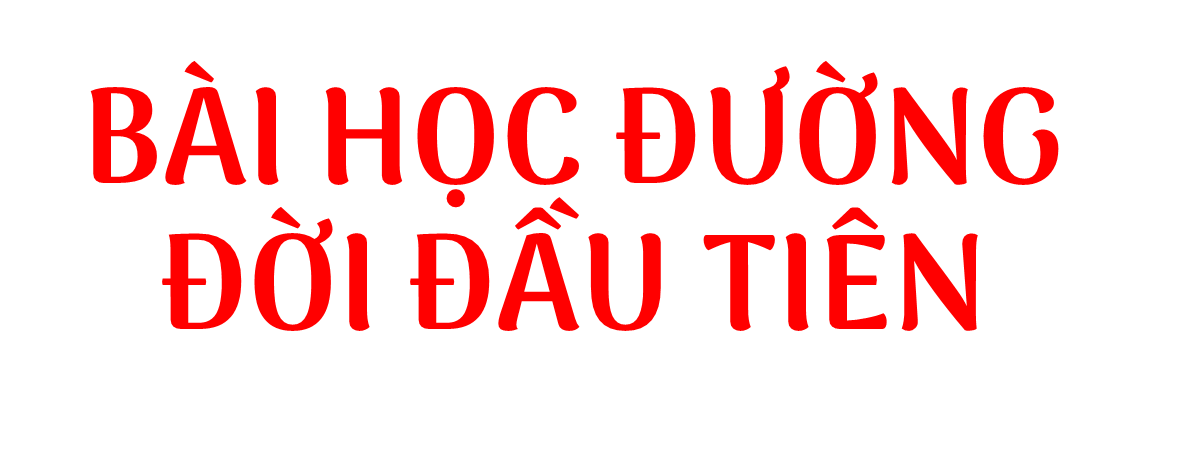 BÀI HỌC ĐƯỜNG
ĐỜI ĐẦU TIÊN